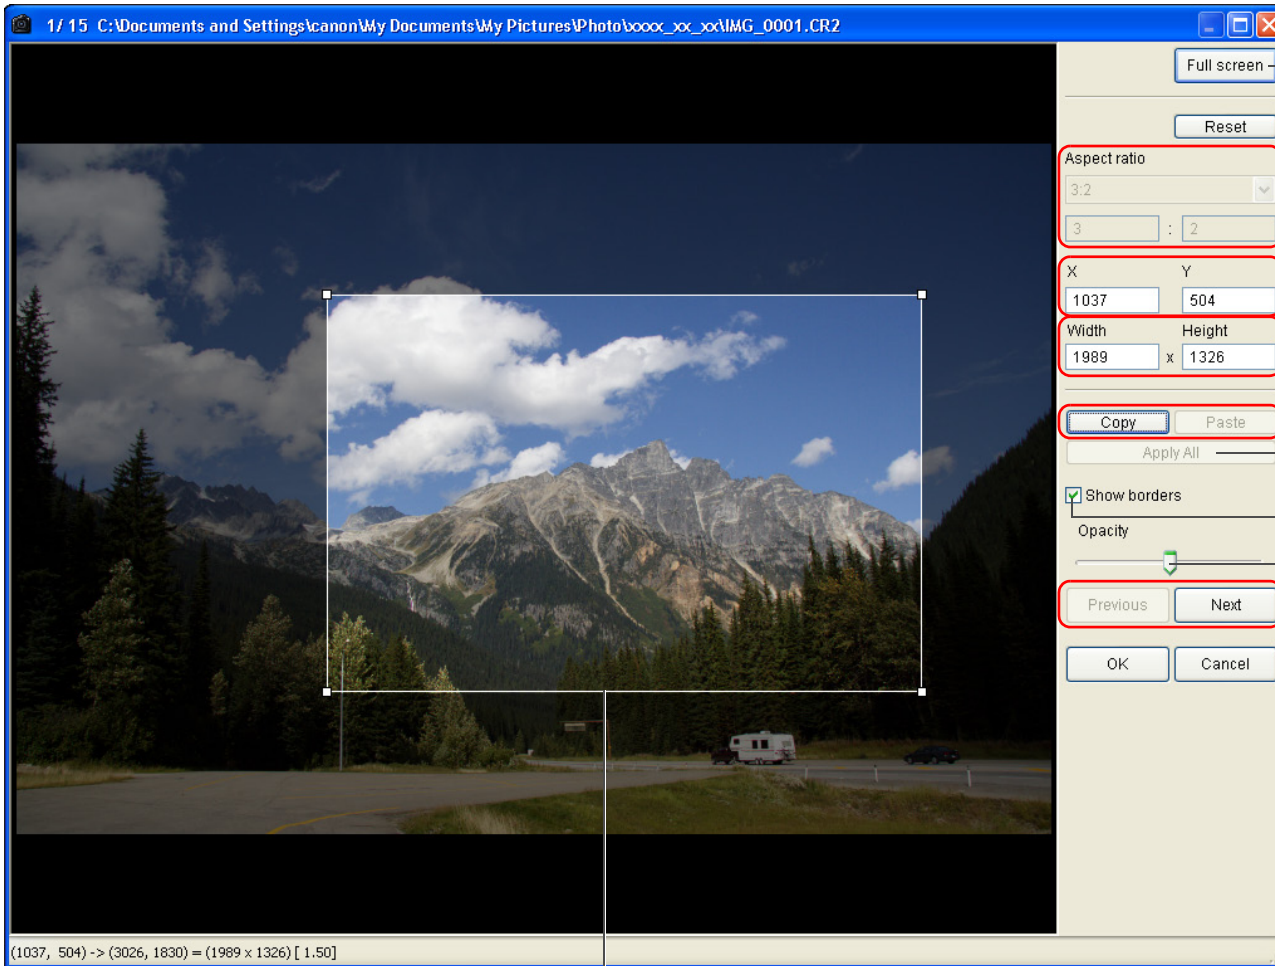 1/ 15 C:\Documents and Settings\canon\My Documents\My Pictures\Photo\xxxx_xx_xx\IMG_0001.CR2
Full screen
Reset
Aspect ratio
3:2
3 : 2
X Y
1037 504
Width Height
1989 x 1326
Copy Paste
Apply All
Show borders
Opacity
Previous Next
OK Cancel
(1037, 504) -> (3026, 1830) = (1989 x 1326) [ 1.50]